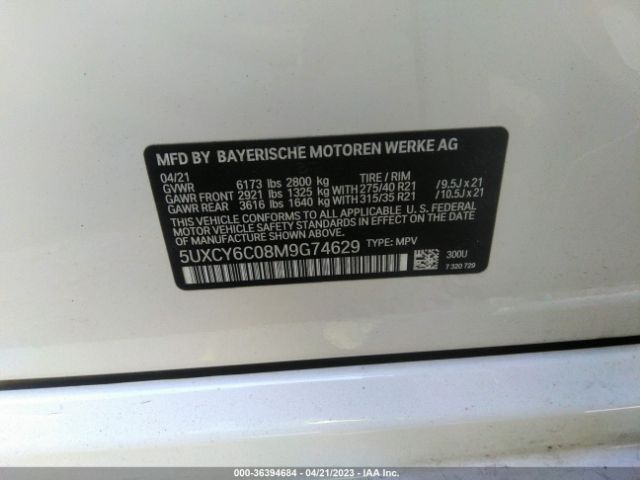 MFD BY BAYERISCHE MOTOREN WERKE AG
04/21 TIRE / RIM
GVWR 6173 lbs 2800 kg
GAWR FRONT 2921 lbs 1325 kg WITH 275/40 R21 / 9.5J x 21
GAWR REAR 3616 lbs 1640 kg WITH 315/35 R21 / 10.5J x 21
THIS VEHICLE CONFORMS TO ALL APPLICABLE U.S. FEDERAL
MOTOR VEHICLE SAFETY STANDARDS IN EFFECT ON THE
DATE OF MANUFACTURE SHOWN ABOVE.
5UXCY6C08M9G74629 TYPE: MPV
300U
7 320 729
000-36394684 - 04/21/2023 - IAA Inc.